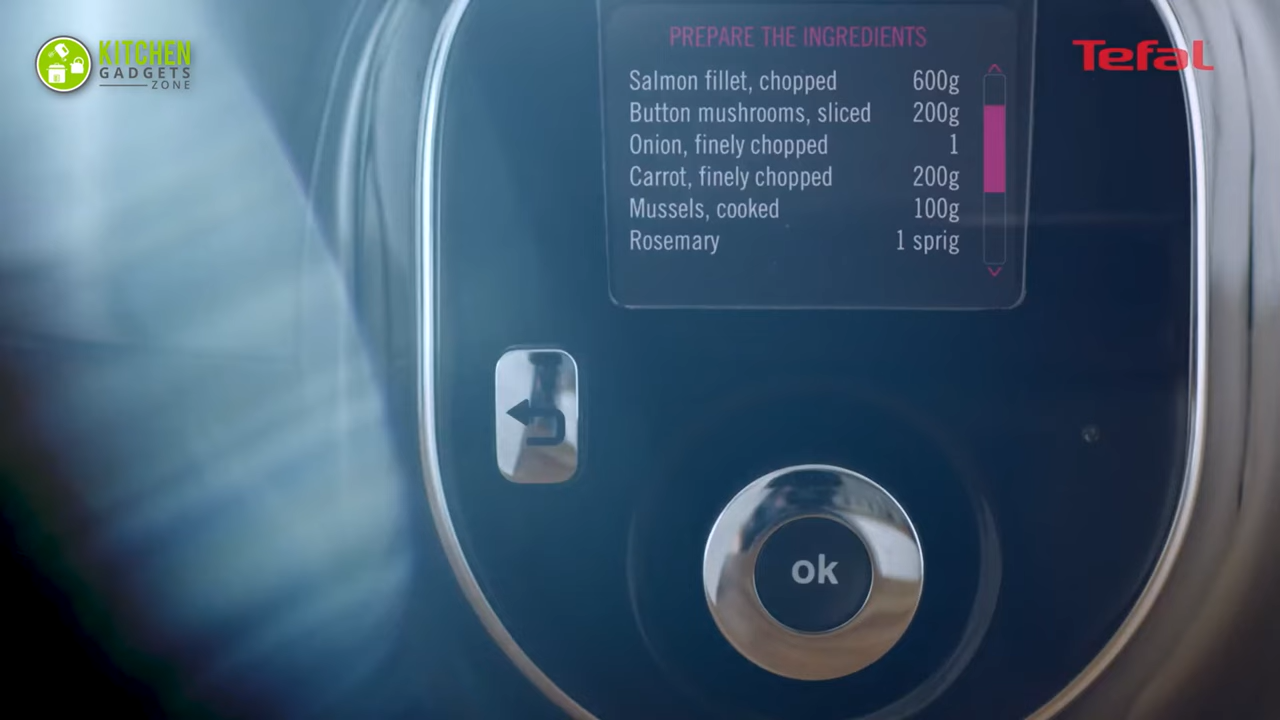 KITCHEN
GADGETS
ZONE
Tefal
PREPARE THE INGREDIENTS
Salmon fillet, chopped 600g
Button mushrooms, sliced 200g
Onion, finely chopped 1
Carrot, finely chopped 200g
Mussels, cooked 100g
Rosemary 1 sprig
ok